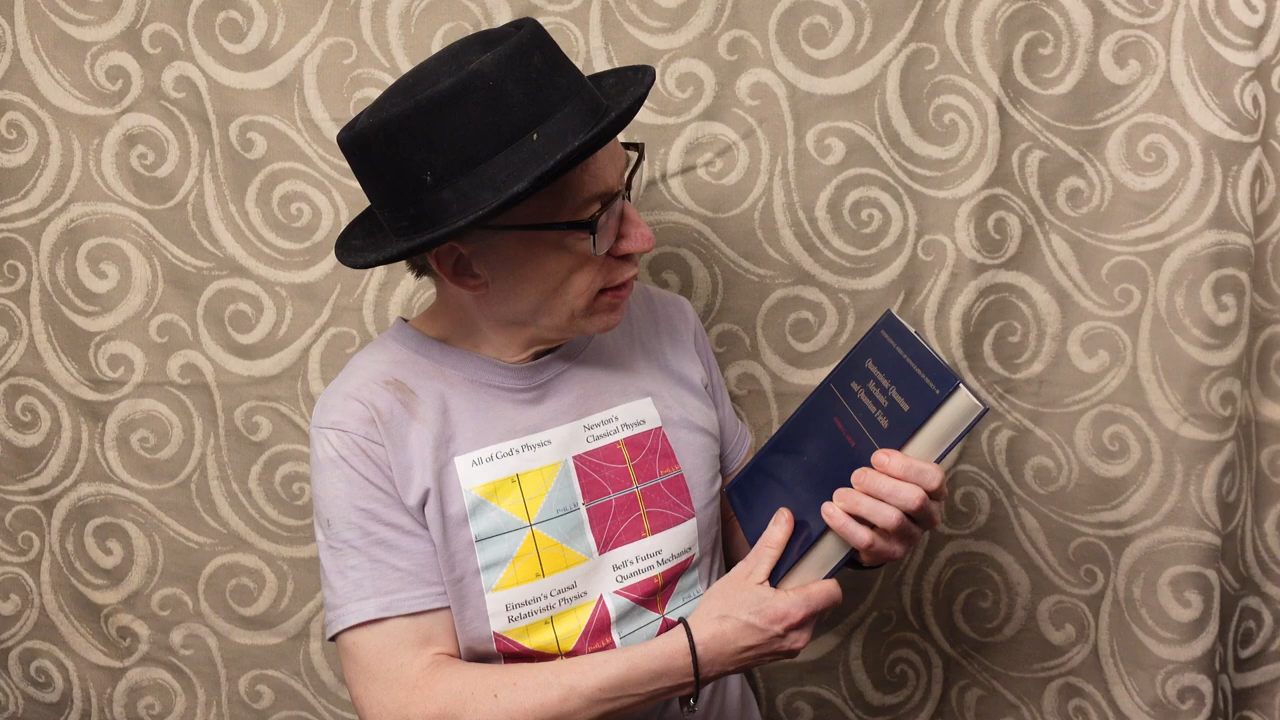 All of God's Physics
Newton's
Classical Physics
Einstein's Causal
Relativistic Physics
Bell's Future
Quantum Mechanics
Quaternionic Quantum
Mechanics
and Quantum Fields